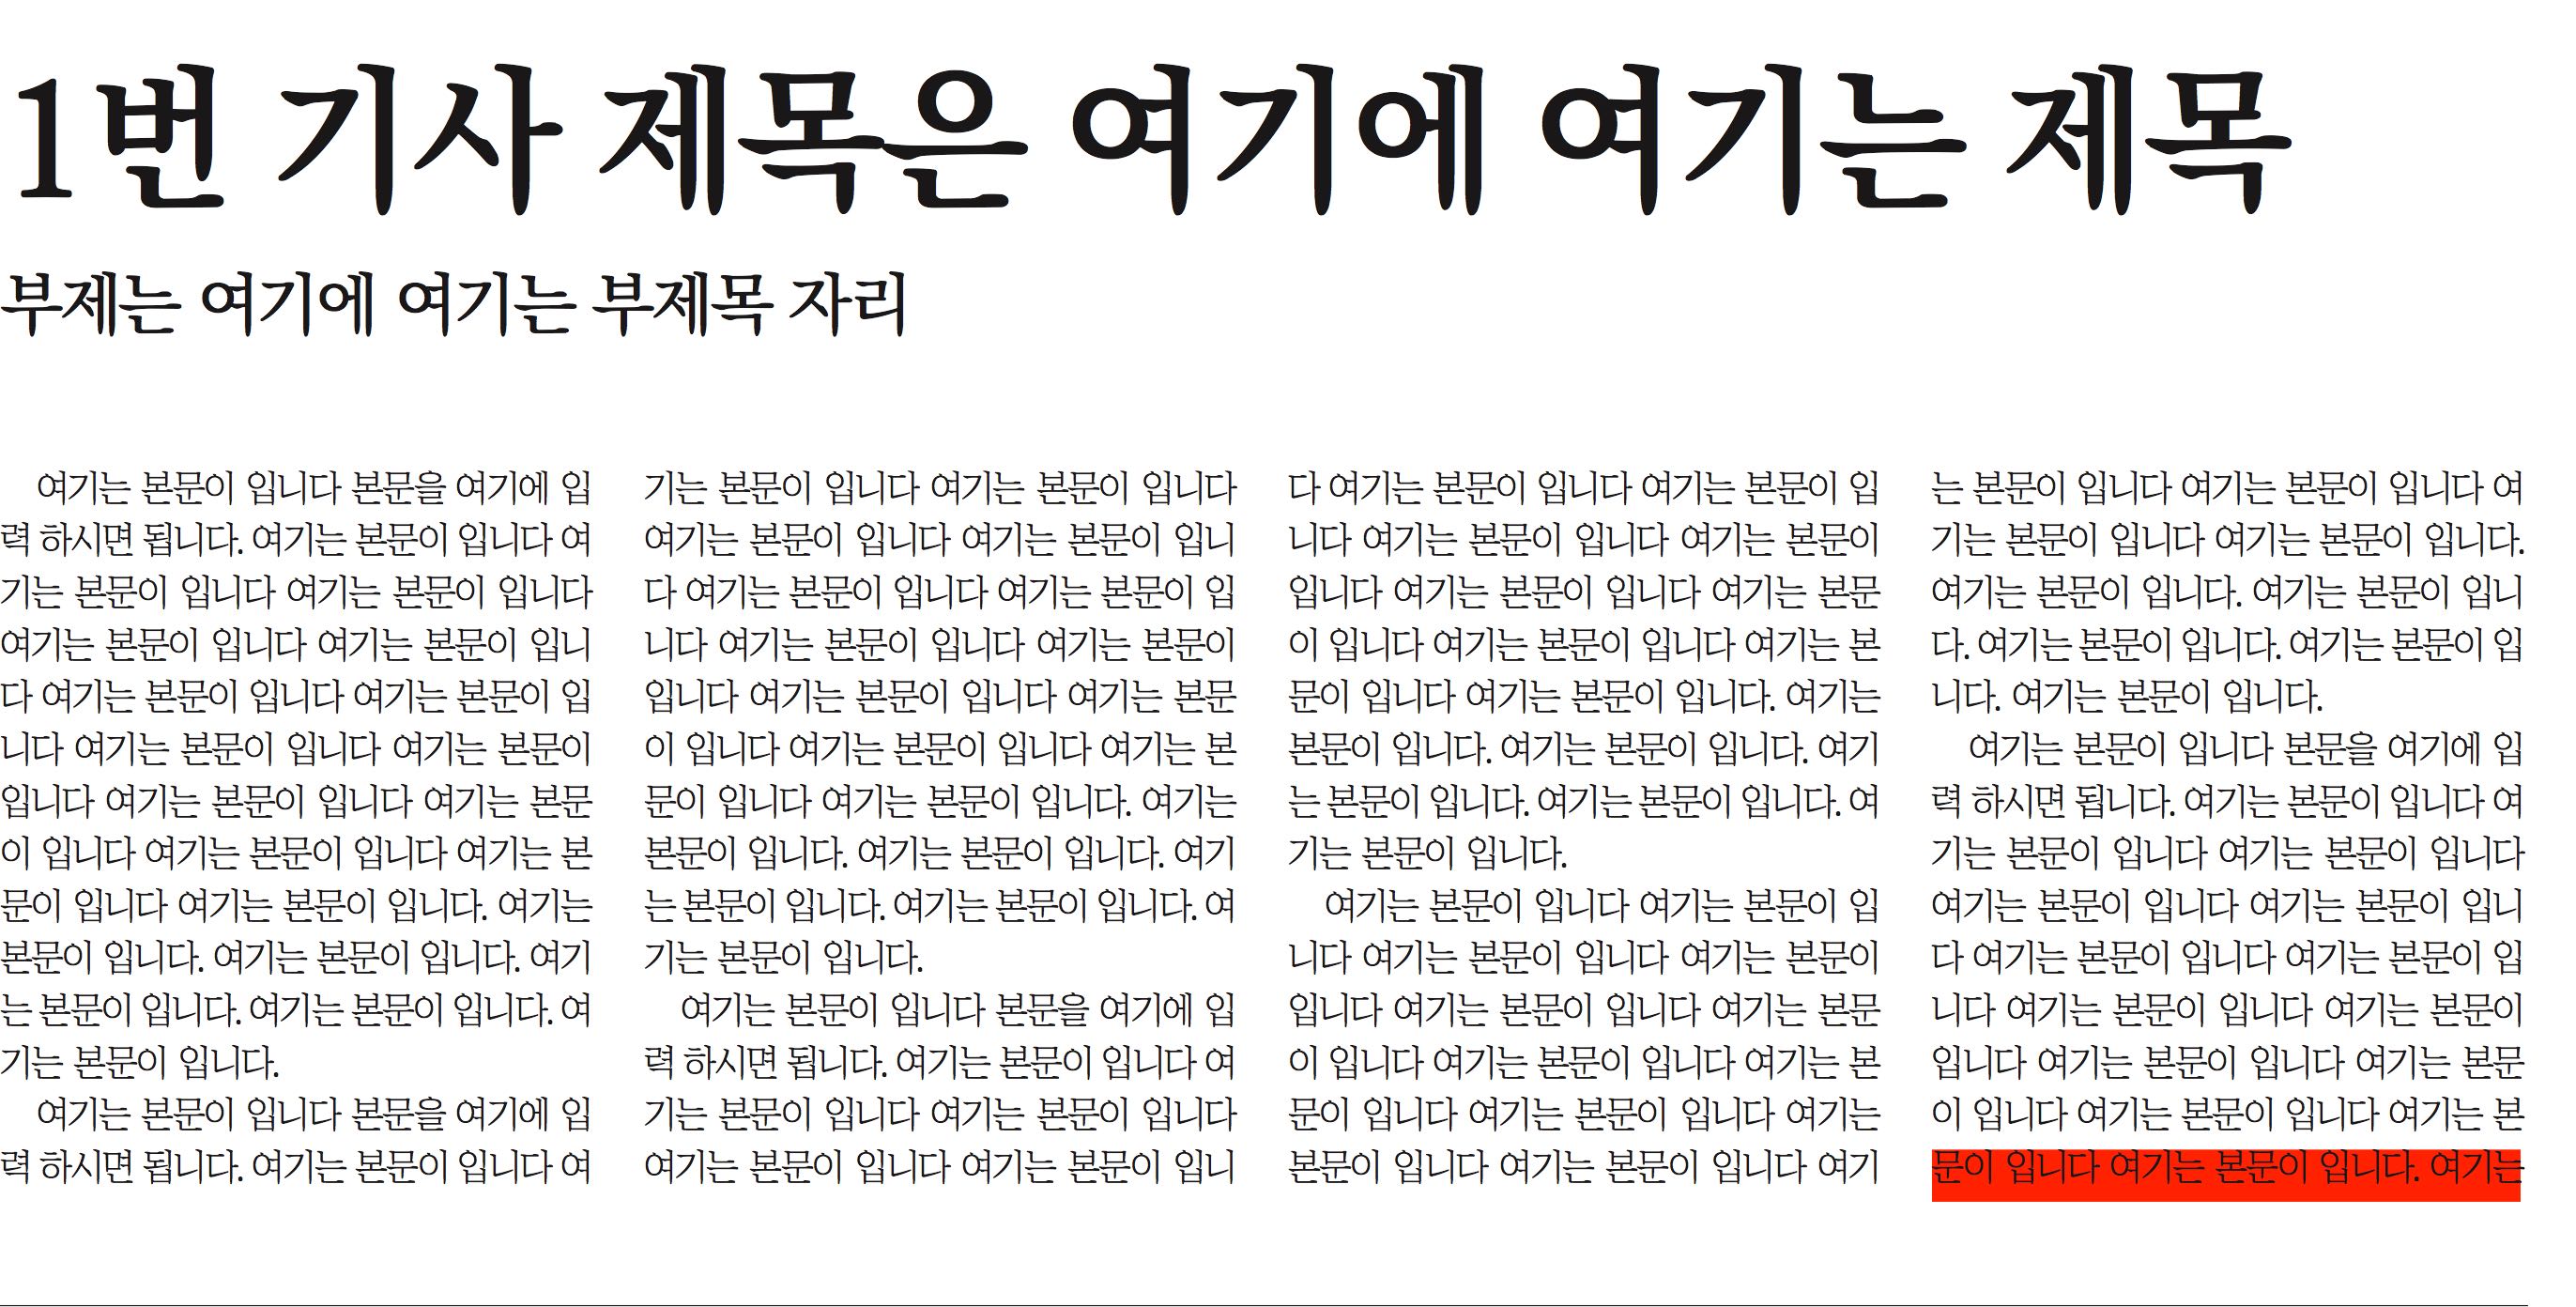 1번 기사 제목은 여기에 여기는 제목
부제는 여기에 여기는 부제목 자리
여기는 본문이 입니다 본문을 여기에 입
력 하시면 됩니다. 여기는 본문이 입니다 여
기는 본문이 입니다 여기는 본문이 입니다
여기는 본문이 입니다 여기는 본문이 입니
다 여기는 본문이 입니다 여기는 본문이 입
니다 여기는 본문이 입니다 여기는 본문이
입니다 여기는 본문이 입니다 여기는 본문
이 입니다 여기는 본문이 입니다 여기는 본
문이 입니다 여기는 본문이 입니다. 여기는
본문이 입니다. 여기는 본문이 입니다. 여기
는 본문이 입니다. 여기는 본문이 입니다. 여
기는 본문이 입니다.
여기는 본문이 입니다 본문을 여기에 입
력 하시면 됩니다. 여기는 본문이 입니다 여
기는 본문이 입니다 여기는 본문이 입니다
여기는 본문이 입니다 여기는 본문이 입니
다 여기는 본문이 입니다 여기는 본문이 입
니다 여기는 본문이 입니다 여기는 본문이
입니다 여기는 본문이 입니다 여기는 본문
이 입니다 여기는 본문이 입니다 여기는 본
문이 입니다 여기는 본문이 입니다. 여기는
본문이 입니다. 여기는 본문이 입니다. 여기
는 본문이 입니다. 여기는 본문이 입니다. 여
기는 본문이 입니다.
여기는 본문이 입니다 본문을 여기에 입
력 하시면 됩니다. 여기는 본문이 입니다 여
기는 본문이 입니다 여기는 본문이 입니다
여기는 본문이 입니다 여기는 본문이 입니
다 여기는 본문이 입니다 여기는 본문이 입
니다 여기는 본문이 입니다 여기는 본문이
입니다 여기는 본문이 입니다 여기는 본문
이 입니다 여기는 본문이 입니다 여기는 본
문이 입니다 여기는 본문이 입니다. 여기는
본문이 입니다. 여기는 본문이 입니다. 여기
는 본문이 입니다. 여기는 본문이 입니다. 여
기는 본문이 입니다.
여기는 본문이 입니다 여기는 본문이 입
니다 여기는 본문이 입니다 여기는 본문이
입니다 여기는 본문이 입니다 여기는 본문
이 입니다 여기는 본문이 입니다 여기는 본
문이 입니다 여기는 본문이 입니다 여기는
본문이 입니다 여기는 본문이 입니다 여기
는 본문이 입니다 여기는 본문이 입니다 여
기는 본문이 입니다 여기는 본문이 입니다.
여기는 본문이 입니다. 여기는 본문이 입니
다. 여기는 본문이 입니다. 여기는 본문이 입
니다. 여기는 본문이 입니다.
여기는 본문이 입니다 본문을 여기에 입
력 하시면 됩니다. 여기는 본문이 입니다 여
기는 본문이 입니다 여기는 본문이 입니다
여기는 본문이 입니다 여기는 본문이 입니
다 여기는 본문이 입니다 여기는 본문이 입
니다 여기는 본문이 입니다 여기는 본문이
입니다 여기는 본문이 입니다 여기는 본문
이 입니다 여기는 본문이 입니다 여기는 본
문이 입니다 여기는 본문이 입니다. 여기는